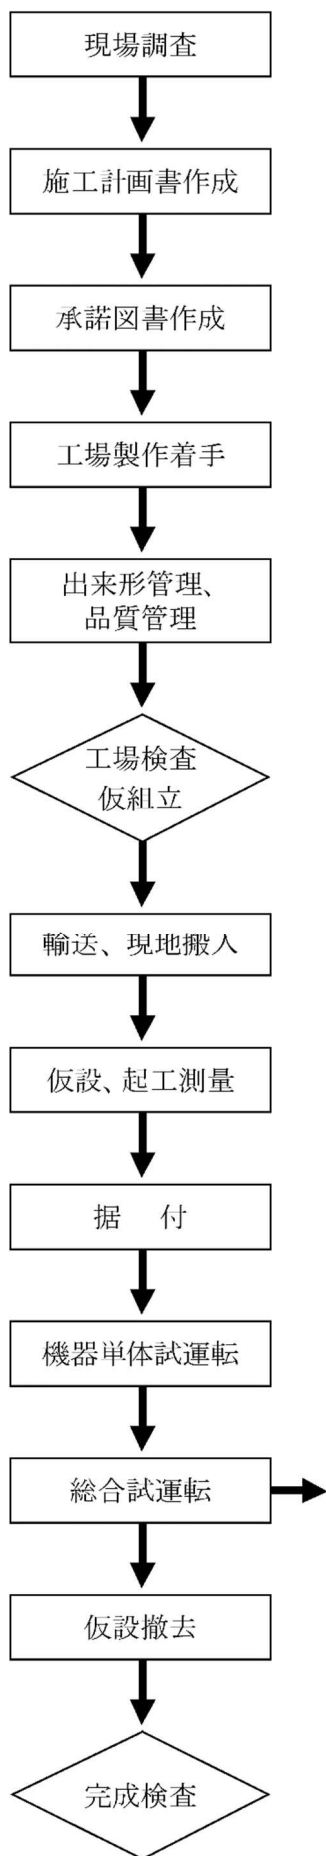 現場調査
施工計画書作成
承諾図書作成
工場製作着手
出来形管理、
品質管理
工場検査
仮組立
輸送、現地搬入
仮設、起工測量
据　付
機器単体試運転
総合試運転
仮設撤去
完成検査